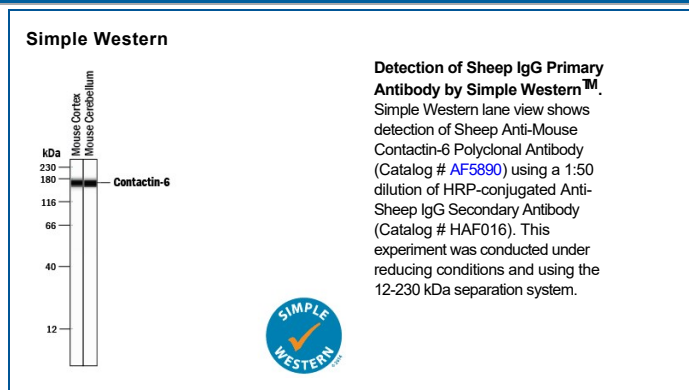 Simple Western
Mouse Cortex
Mouse Cerebellum
kDa
230
180
116
66
40
12
Contactin-6
SIMPLE
WESTERN
Detection of Sheep IgG Primary
Antibody by Simple Western™.
Simple Western lane view shows
detection of Sheep Anti-Mouse
Contactin-6 Polyclonal Antibody
(Catalog # AF5890) using a 1:50
dilution of HRP-conjugated Anti-
Sheep IgG Secondary Antibody
(Catalog # HAF016). This
experiment was conducted under
reducing conditions and using the
12-230 kDa separation system.